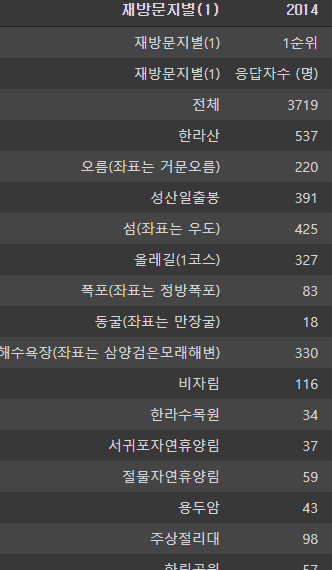 재방문지별(1) 2014
재방문지별(1) 1순위
재방문지별(1) 응답자수 (명)
전체 3719
한라산 537
오름(좌표는 거문오름) 220
성산일출봉 391
섬(좌표는 우도) 425
올레길(1코스) 327
폭포(좌표는 정방폭포) 83
동굴(좌표는 만장굴) 18
해수욕장(좌표는 삼양검은모래해변) 330
비자림 116
한라수목원 34
서귀포자연휴양림 37
절물자연휴양림 59
용두암 43
주상절리대 98
한림공원 57